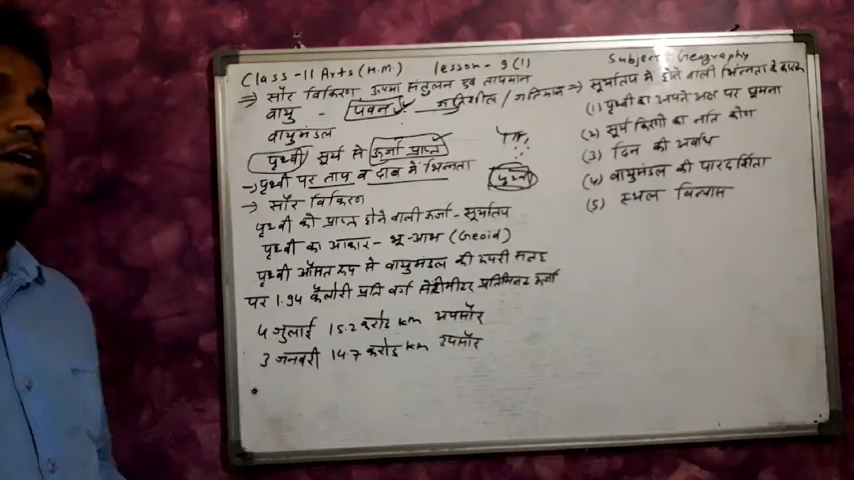 Class -11 Arts (H.M.) lesson - 9 (1)
Subject - Geography
⇒ सौर विकिरण ऊष्मा संतुलन एवं तापमान
वायु - पवन गतिशील / गतिमान
वायुमंडल
पृथ्वी सूर्य से ऊर्जा प्राप्त
→ पृथ्वी पर ताप व दाब में भिन्नता
पृथ्वी
→ सौर विकिरण
पृथ्वी को प्राप्त होने वाली ऊर्जा - सूर्यातप
पृथ्वी का आकार - भू-आभ (Geoid)
पृथ्वी औसत रूप से वायुमंडल की ऊपरी सतह
पर 1.94 कैलोरी प्रति वर्ग सेंटीमीटर प्रतिमिनट ऊर्जा
4 जुलाई 15.2 करोड़ km अपसौर
3 जनवरी 14.7 करोड़ km उपसौर
⇒ सूर्यातप में होने वाली भिन्नता के कारक
(1) पृथ्वी का अपने अक्ष पर घूमना
(2) सूर्य किरणों का नति कोण
(3) दिन की अवधि
(4) वायुमंडल की पारदर्शिता
(5) स्थल विन्यास